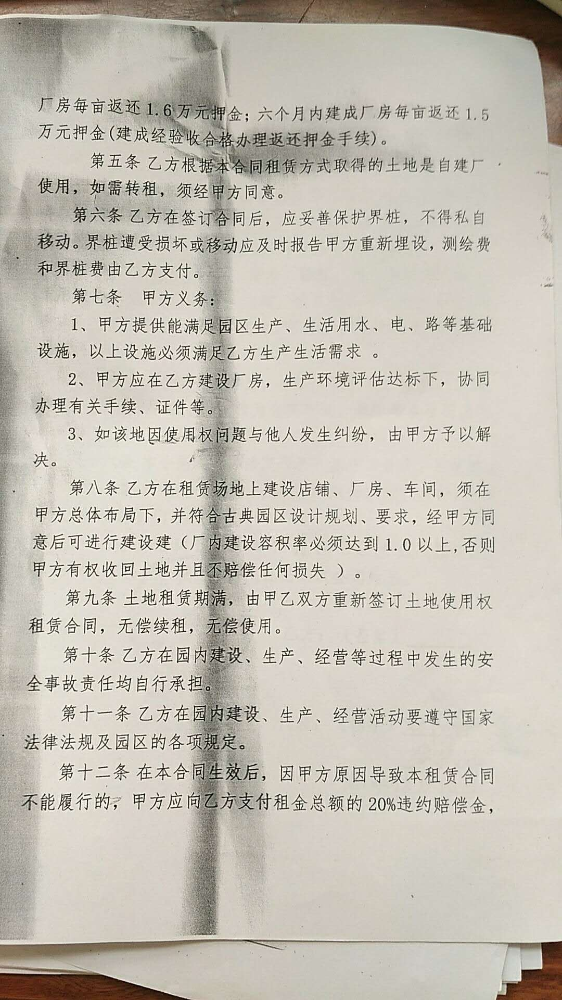 厂房每亩返还1.6万元押金；六个月内建成厂房每亩返还1.5
万元押金(建成经验收合格办理返还押金手续)。
第五条 乙方根据本合同租赁方式取得的土地是自建厂
使用，如需转租，须经甲方同意。
第六条 乙方在签订合同后，应妥善保护界桩，不得私自
移动。界桩遭受损坏或移动应及时报告甲方重新埋设，测绘费
和界桩费由乙方支付。
第七条 甲方义务：
1、甲方提供能满足园区生产、生活用水、电、路等基础
设施，以上设施必须满足乙方生产生活需求 。
2、甲方应在乙方建设厂房，生产环境评估达标下，协同
办理有关手续、证件等。
3、如该地因使用权问题与他人发生纠纷，由甲方予以解
决。
第八条 乙方在租赁场地上建设店铺、厂房、车间，须在
甲方总体布局下，并符合古典园区设计规划、要求，经甲方同
意后可进行建设建（厂内建设容积率必须达到1.0以上,否则
甲方有权收回土地并且不赔偿任何损失 ）。
第九条 土地租赁期满，由甲乙双方重新签订土地使用权
租赁合同，无偿续租，无偿使用。
第十条 乙方在园内建设、生产、经营等过程中发生的安
全事故责任均自行承担。
第十一条 乙方在园内建设、生产、经营活动要遵守国家
法律法规及园区的各项规定。
第十二条 在本合同生效后，因甲方原因导致本租赁合同
不能履行的，甲方应向乙方支付租金总额的20%违约赔偿金，